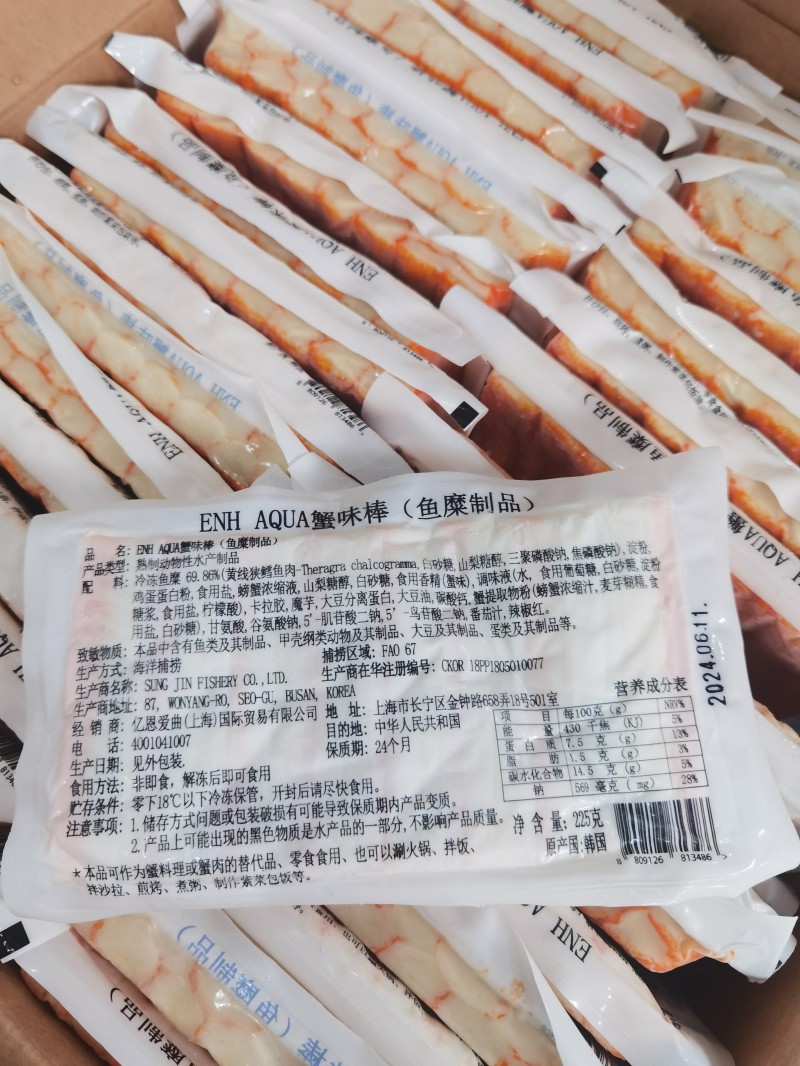 ENH AQUA蟹味棒（鱼糜制品）
品 名: ENH AQUA蟹味棒（鱼糜制品）
产品类型: 熟制动物性水产制品
配 料: 冷冻鱼糜 69.86%(黄线狭鳕鱼肉-Theragra chalcogramma, 白砂糖, 山梨糖醇, 三聚磷酸钠, 焦磷酸钠), 淀粉,
鸡蛋蛋白粉, 食用盐, 螃蟹浓缩液, 山梨糖醇, 白砂糖, 食用香精(蟹味), 调味液(水, 食用葡萄糖, 白砂糖, 淀粉
糖浆, 食用盐, 柠檬酸), 卡拉胶, 魔芋, 大豆分离蛋白, 大豆油, 碳酸钙, 蟹提取物粉(螃蟹浓缩汁, 麦芽糊精, 食
用盐, 白砂糖), 甘氨酸, 谷氨酸钠, 5'-肌苷酸二钠, 5'-鸟苷酸二钠, 番茄汁, 辣椒红。
致敏物质: 本品中含有鱼类及其制品、甲壳纲类动物及其制品、大豆及其制品、蛋类及其制品等。
生产方式: 海洋捕捞 捕捞区域: FAO 67
生产商名称: SUNG JIN FISHERY CO., LTD. 生产商在华注册编号: CKOR 18PP1805010077
生产商地址: 87, WONYANG-RO, SEO-GU, BUSAN, KOREA
经 销 商: 亿恩爱曲(上海)国际贸易有限公司 地 址: 上海市长宁区金钟路658弄18号501室
电 话: 4001041007 目的地: 中华人民共和国
生产日期: 见外包装. 保质期: 24个月
食用方法: 非即食, 解冻后即可食用
贮存条件: 零下18℃以下冷冻保管, 开封后请尽快食用。
注意事项: 1. 储存方式问题或包装破损有可能导致保质期内产品变质。
2. 产品上可能出现的黑色物质是水产品的一部分, 不影响产品质量。
*本品可作为蟹料理或蟹肉的替代品、零食食用、也可以涮火锅、拌饭、
拌沙拉、煎烤、煮粥、制作紫菜包饭等。
营养成分表
项 目 每100克 (g) NRV%
能 量 430 千焦 (KJ) 5%
蛋 白 质 7.5 克 (g) 13%
脂 肪 1.5 克 (g) 3%
碳水化合物 14.5 克 (g) 5%
钠 569 毫克 (mg) 28%
净 含 量: 225克
原产国: 韩国
8 809126 813486 >
2024.06.11.